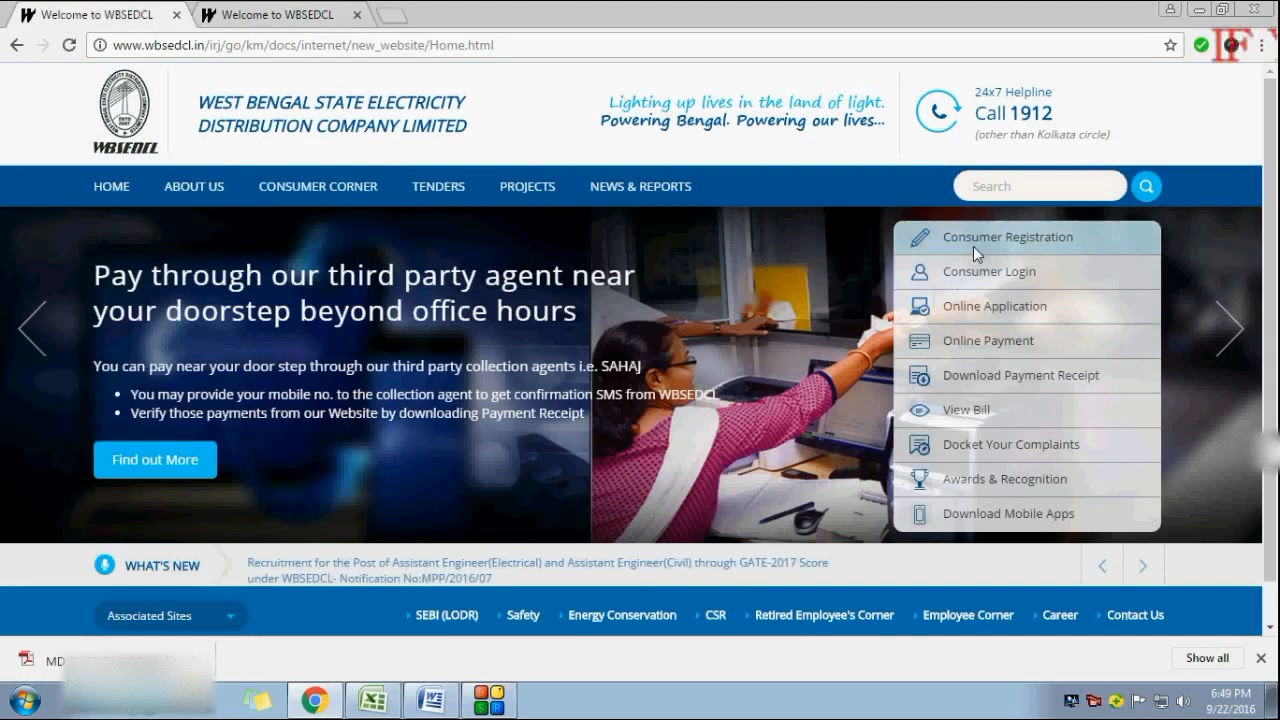 Welcome to WBSEDCL
Welcome to WBSEDCL
www.wbsedcl.in/irj/go/km/docs/internet/new_website/Home.html
IF
WBSEDCL
WEST BENGAL STATE ELECTRICITY
DISTRIBUTION COMPANY LIMITED
Lighting up lives in the land of light.
Powering Bengal. Powering our lives...
24x7 Helpline
Call 1912
(other than Kolkata circle)
HOME ABOUT US CONSUMER CORNER TENDERS PROJECTS NEWS & REPORTS
Search
Pay through our third party agent near
your doorstep beyond office hours
You can pay near your door step through our third party collection agents i.e. SAHAJ
• You may provide your mobile no. to the collection agent to get confirmation SMS from WBSEDCL
• Verify those payments from our Website by downloading Payment Receipt
Find out More
Consumer Registration
Consumer Login
Online Application
Online Payment
Download Payment Receipt
View Bill
Docket Your Complaints
Awards & Recognition
Download Mobile Apps
WHAT'S NEW
Recruitment for the Post of Assistant Engineer(Electrical) and Assistant Engineer(Civil) through GATE-2017 Score
under WBSEDCL- Notification No:MPP/2016/07
Associated Sites
SEBI (LODR) Safety Energy Conservation CSR Retired Employee's Corner Employee Corner Career Contact Us
MD
Show all
6:49 PM
9/22/2016